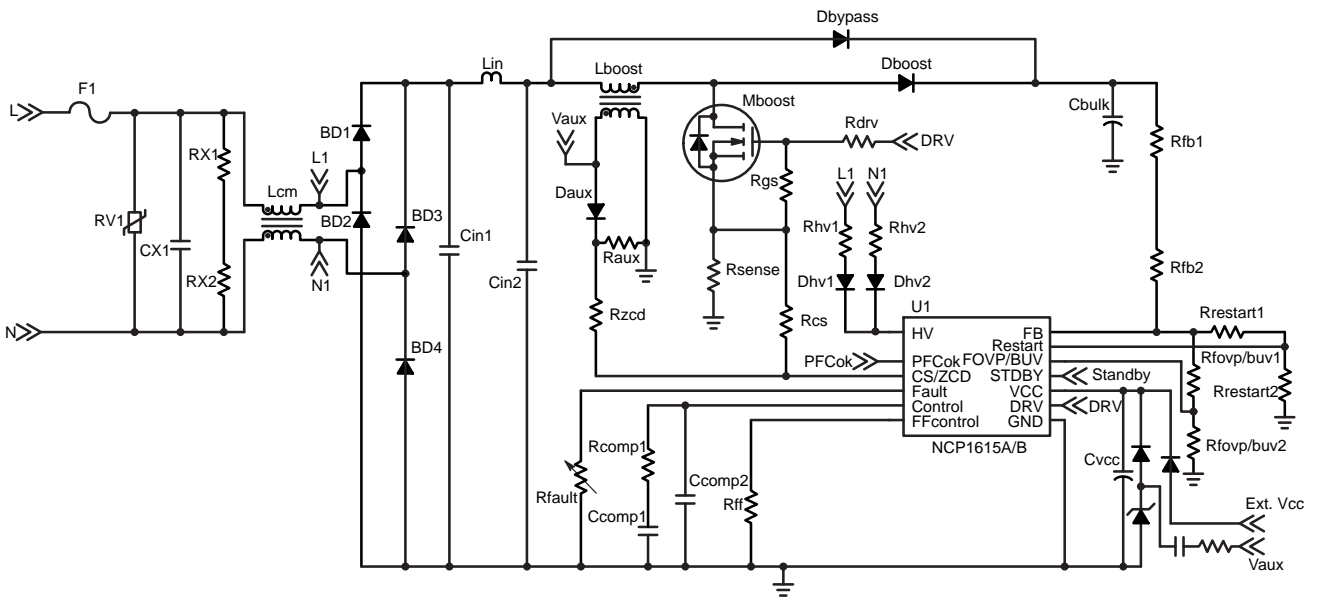 Dbypass
Lin
Lboost
Dboost
F1
L
Mboost
Cbulk
Vaux
Rdrv
DRV
BD1
RX1
L1
Rfb1
Lcm
Daux
Rgs
L1
N1
RV1
BD2
BD3
Rhv1
Rhv2
CX1
Cin1
Raux
Rsense
Rfb2
RX2
N1
Cin2
Dhv1
Dhv2
Rzcd
U1
Rcs
Rrestart1
N
HV
FB
Restart
BD4
PFCok
PFCok
FOVP/BUV
Rfovp/buv1
CS/ZCD
STDBY
Standby
Fault
VCC
Rrestart2
Control
DRV
DRV
FFcontrol
GND
Rcomp1
NCP1615A/B
Rfovp/buv2
Cvcc
Ccomp2
Rfault
Rff
Ext. Vcc
Ccomp1
Vaux